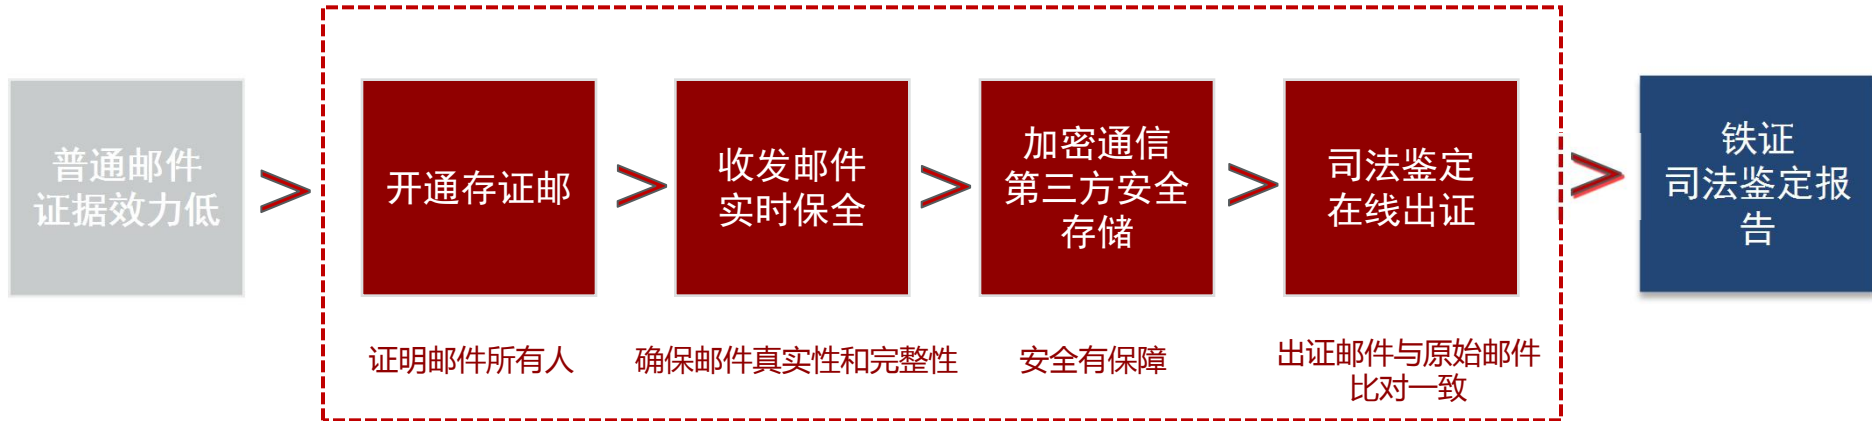 普通邮件
证据效力低
>
开通存证邮
>
收发邮件
实时保全
>
加密通信
第三方安全
存储
>
司法鉴定
在线出证
>
铁证
司法鉴定报
告
证明邮件所有人
确保邮件真实性和完整性
安全有保障
出证邮件与原始邮件
比对一致